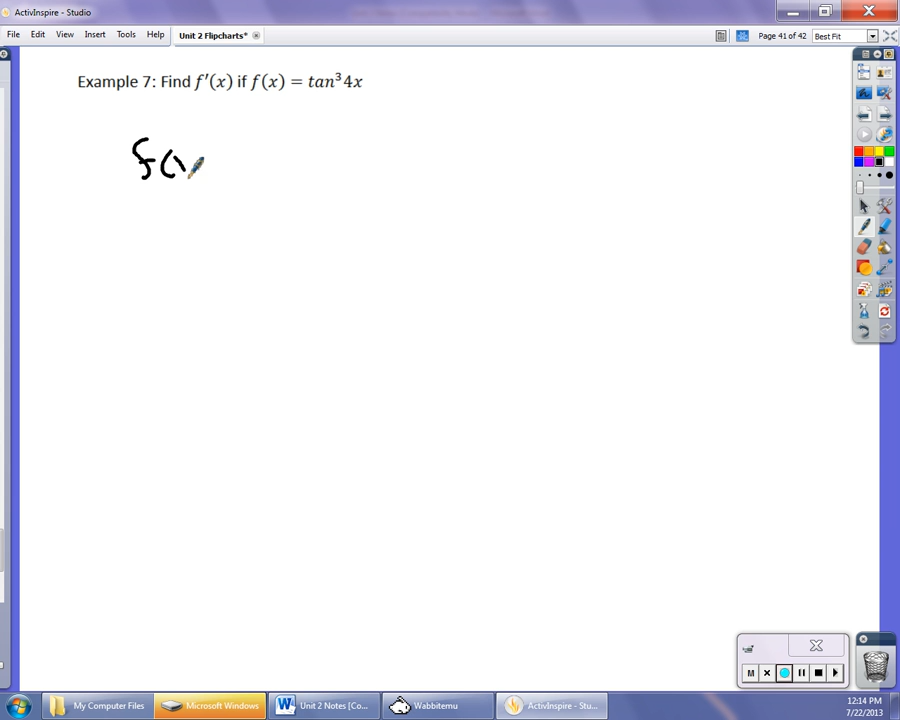 ActivInspire - Studio
File Edit View Insert Tools Help Unit 2 Flipcharts* Page 41 of 42 Best Fit
Example 7: Find f′(x) if f(x) = tan³4x
f(
M
My Computer Files Microsoft Windows Unit 2 Notes [Co... Wabbitemu ActivInspire - Stu...
12:14 PM
7/22/2013